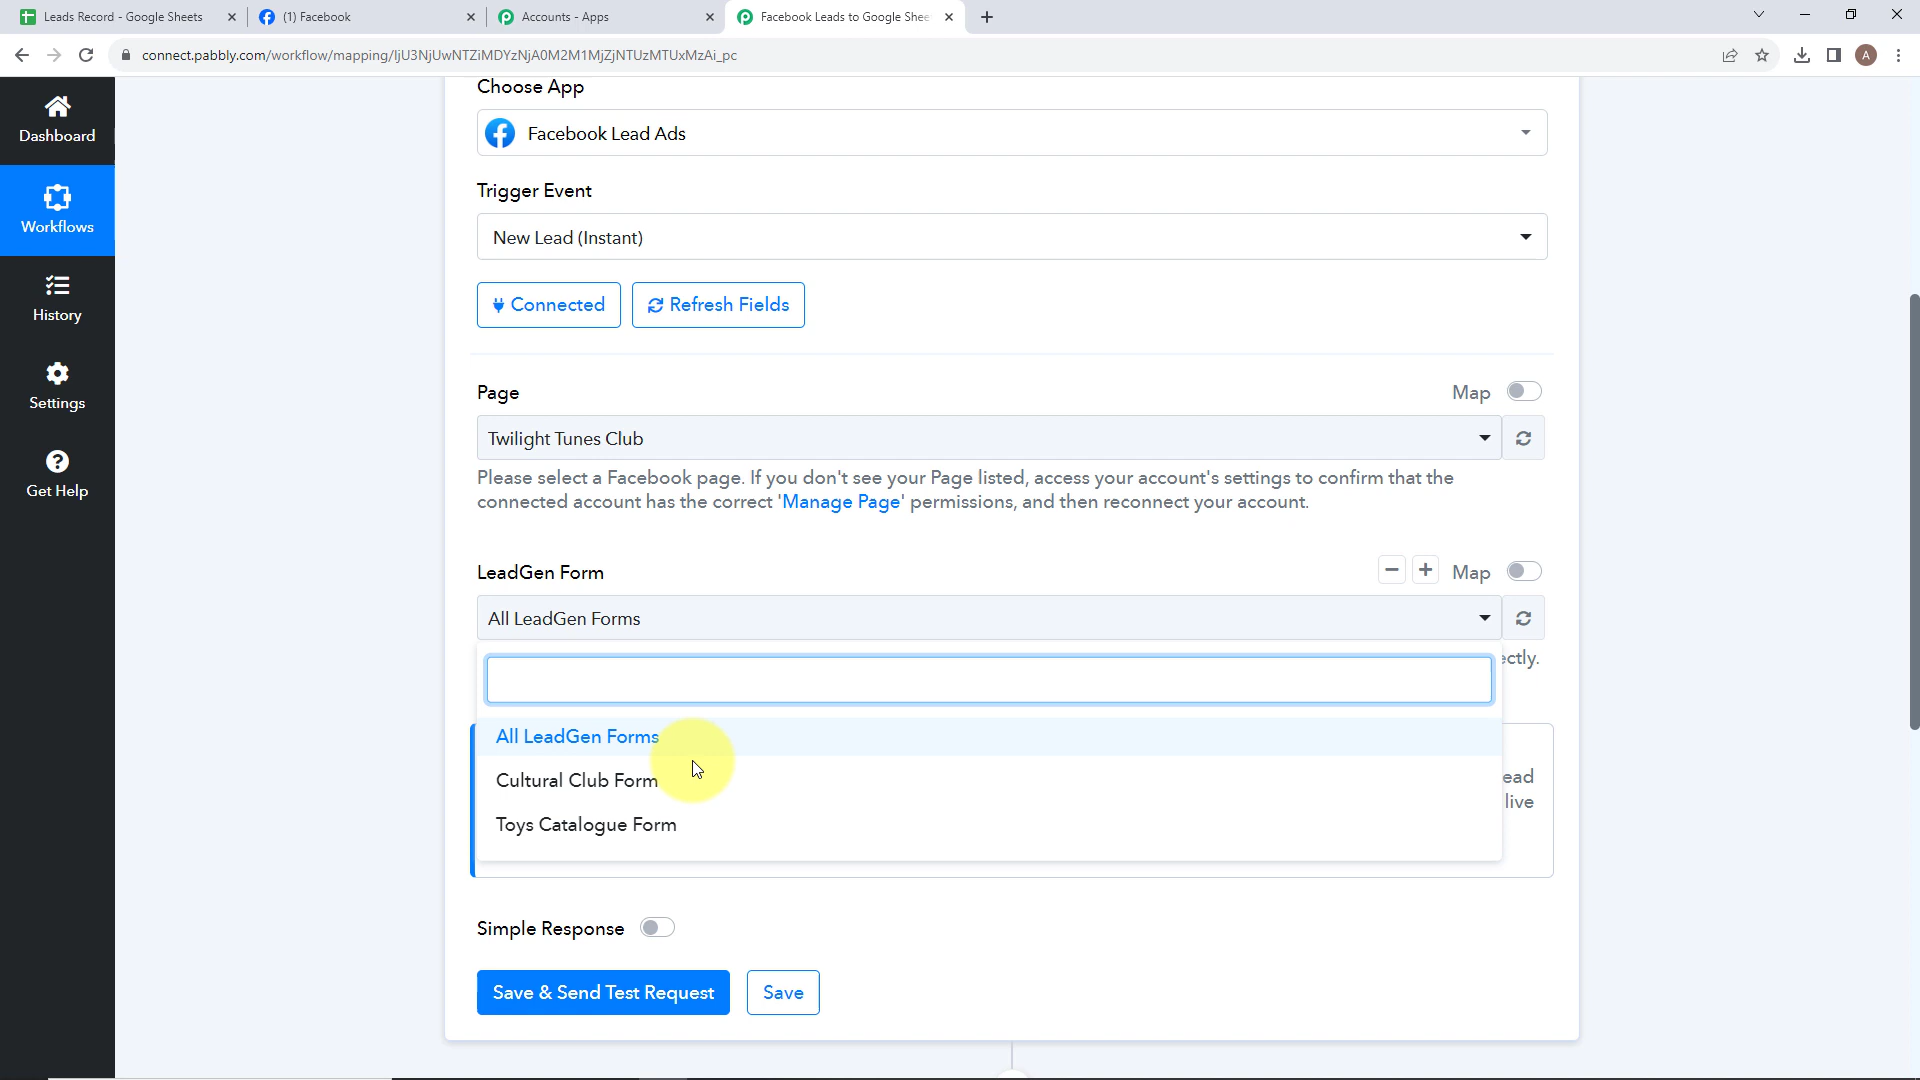 Leads Record - Google Sheets
(1) Facebook
Accounts - Apps
Facebook Leads to Google Shee
connect.pabbly.com/workflow/mapping/IjU3NjUwNTZiMDYzNjA0M2M1MjZjNTUzMTUxMzAi_pc
A
Dashboard
Workflows
History
Settings
Get Help
Choose App
Facebook Lead Ads
Trigger Event
New Lead (Instant)
Connected
Refresh Fields
Page
Map
Twilight Tunes Club
Please select a Facebook page. If you don't see your Page listed, access your account's settings to confirm that the
connected account has the correct 'Manage Page' permissions, and then reconnect your account.
LeadGen Form
Map
All LeadGen Forms
ectly.
All LeadGen Forms
Cultural Club Form
ead
live
Toys Catalogue Form
Simple Response
Save & Send Test Request
Save